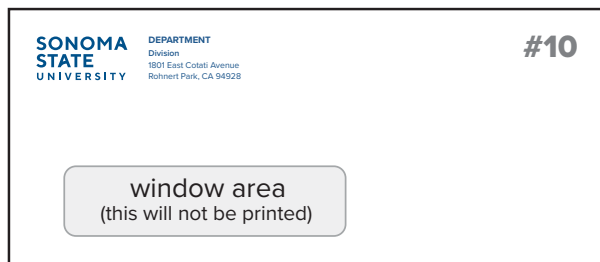 SONOMA
STATE
UNIVERSITY
DEPARTMENT
Division
1801 East Cotati Avenue
Rohnert Park, CA 94928
#10
window area
(this will not be printed)